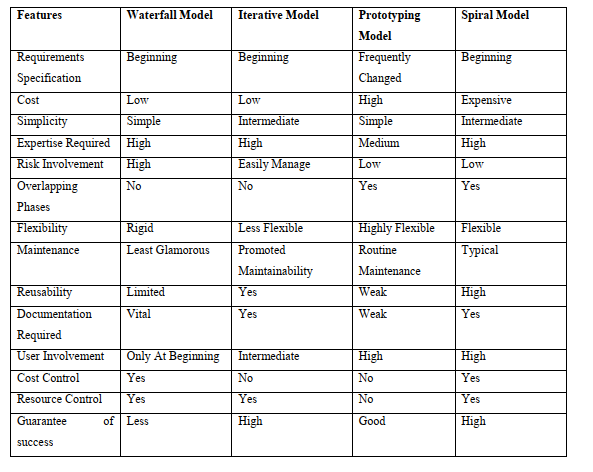 Features Waterfall Model Iterative Model Prototyping Model Spiral Model
Requirements Specification Beginning Beginning Frequently Changed Beginning
Cost Low Low High Expensive
Simplicity Simple Intermediate Simple Intermediate
Expertise Required High High Medium High
Risk Involvement High Easily Manage Low Low
Overlapping Phases No No Yes Yes
Flexibility Rigid Less Flexible Highly Flexible Flexible
Maintenance Least Glamorous Promoted Maintainability Routine Maintenance Typical
Reusability Limited Yes Weak High
Documentation Required Vital Yes Weak Yes
User Involvement Only At Beginning Intermediate High High
Cost Control Yes No No Yes
Resource Control Yes Yes No Yes
Guarantee of success Less High Good High